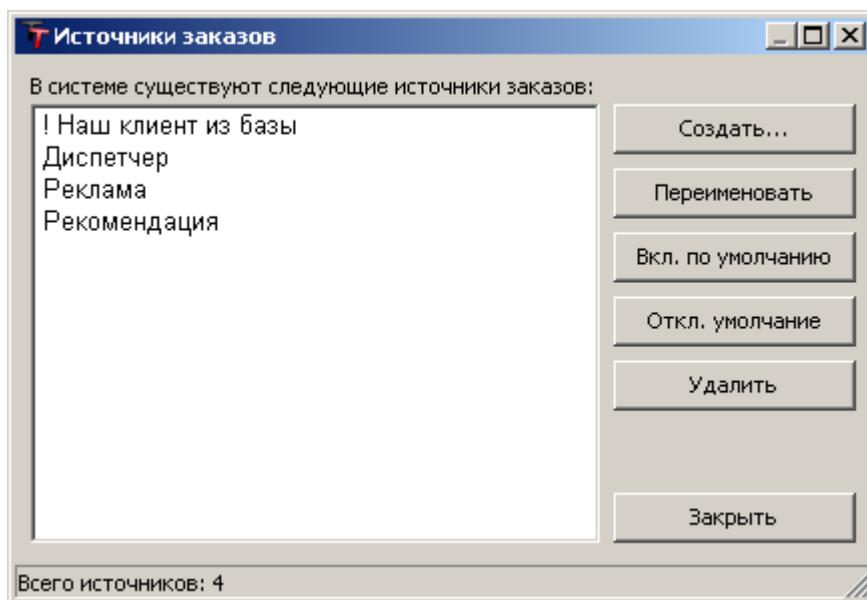 Источники заказов
В системе существуют следующие источники заказов:
! Наш клиент из базы
Диспетчер
Реклама
Рекомендация
Создать...
Переименовать
Вкл. по умолчанию
Откл. умолчание
Удалить
Закрыть
Всего источников: 4